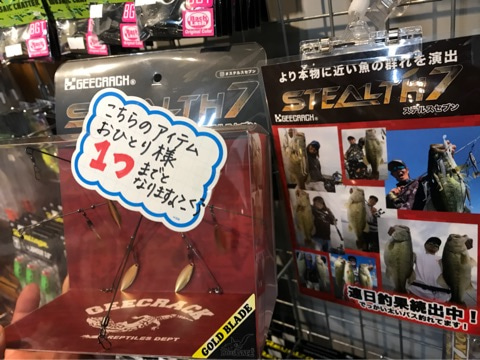 GEECRACK®
STEALTH 7
こちらのアイテム
おひとり様
1つ
までと
なりますよ〜
GEECRACK
REPTILES DEPT
GOLD BLADE
より本物に近い魚の群れを演出
GEECRACK®
STEALTH7
ステルスセブン
連日釣果続出中!